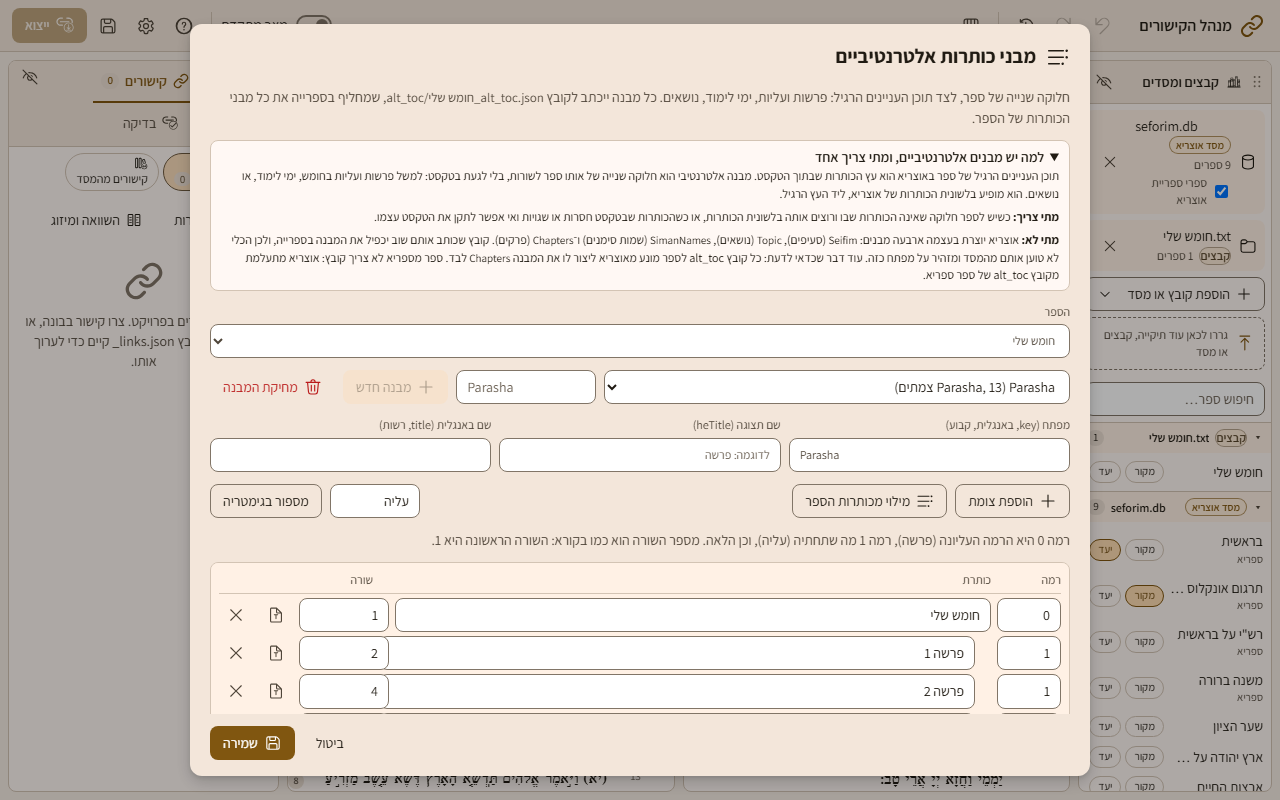 מנהל הקישורים
מצב מתקדם
ייצוא
קבצים ומסדים
קישורים
0
בדיקה
קישורים מהמסד
0
השוואה ומיזוג
seforim.db
מסד אוצריא
9 ספרים
ספרי ספריית אוצריא
חומש שלי.txt
קבצים 1 ספרים
הוספת קובץ או מסד
גררו לכאן עוד תיקייה, קבצים
או מסד
חיפוש ספר...
חומש שלי.txt קבצים 1
חומש שלי מקור יעד
seforim.db מסד אוצריא 9
בראשית מקור יעד
ספריא
תרגום אונקלוס ... מקור יעד
ספריא
רש"י על בראשית מקור יעד
ספריא
משנה ברורה מקור יעד
ספריא
שער הציון מקור יעד
ארץ יהודה על ... מקור יעד
ארצות החיים
מבני כותרות אלטרנטיביים
חלוקה שנייה של ספר, לצד תוכן העניינים הרגיל: פרשות ועליות, ימי לימוד, נושאים. כל מבנה ייכתב לקובץ alt_toc/חומש שלי_alt_toc.json, שמחליף בספרייה את כל מבני
הכותרות של הספר.
▼ למה יש מבנים אלטרנטיביים, ומתי צריך אחד
תוכן העניינים הרגיל של ספר באוצריא הוא עץ הכותרות שבתוך הטקסט. מבנה אלטרנטיבי הוא חלוקה שנייה של אותו ספר לשורות, בלי לגעת בטקסט: למשל פרשות ועליות בחומש, ימי לימוד, או
נושאים. הוא מופיע בלשונית הכותרות של אוצריא, ליד העץ הרגיל.
מתי צריך: כשיש לספר חלוקה שאינה הכותרות שבו ורוצים אותה בלשונית הכותרות, או כשהכותרות שבטקסט חסרות או שגויות ואי אפשר לתקן את הטקסט עצמו.
מתי לא: אוצריא יוצרת בעצמה ארבעה מבנים: Seifim (סעיפים), Topic (נושאים), SimanNames (שמות סימנים) ו־Chapters (פרקים). קובץ שכותב אותם שוב יכפיל את המבנה בספרייה, ולכן הכלי
לא טוען אותם מהמסד ומזהיר על מפתח כזה. עוד דבר שכדאי לדעת: כל קובץ alt_toc לספר מונע מאוצריא ליצור לו את המבנה Chapters לבד. ספר מספריא לא צריך קובץ: אוצריא מתעלמת
מקובץ alt_toc של ספר ספריא.
הספר
חומש שלי
Parasha (Parasha, 13 צמתים)
Parasha
מבנה חדש
מחיקת המבנה
מפתח (key, באנגלית, קבוע)
שם תצוגה (heTitle)
שם באנגלית (title, רשות)
Parasha
לדוגמה: פרשה
הוספת צומת
מילוי מכותרות הספר
עליה
מספור בגימטריה
רמה 0 היא הרמה העליונה (פרשה), רמה 1 מה שתחתיה (עליה), וכן הלאה. מספר השורה הוא כמו בקורא: השורה הראשונה היא 1.
רמה כותרת שורה
0 חומש שלי 1
1 פרשה 1 2
1 פרשה 2 4
ביטול
שמירה